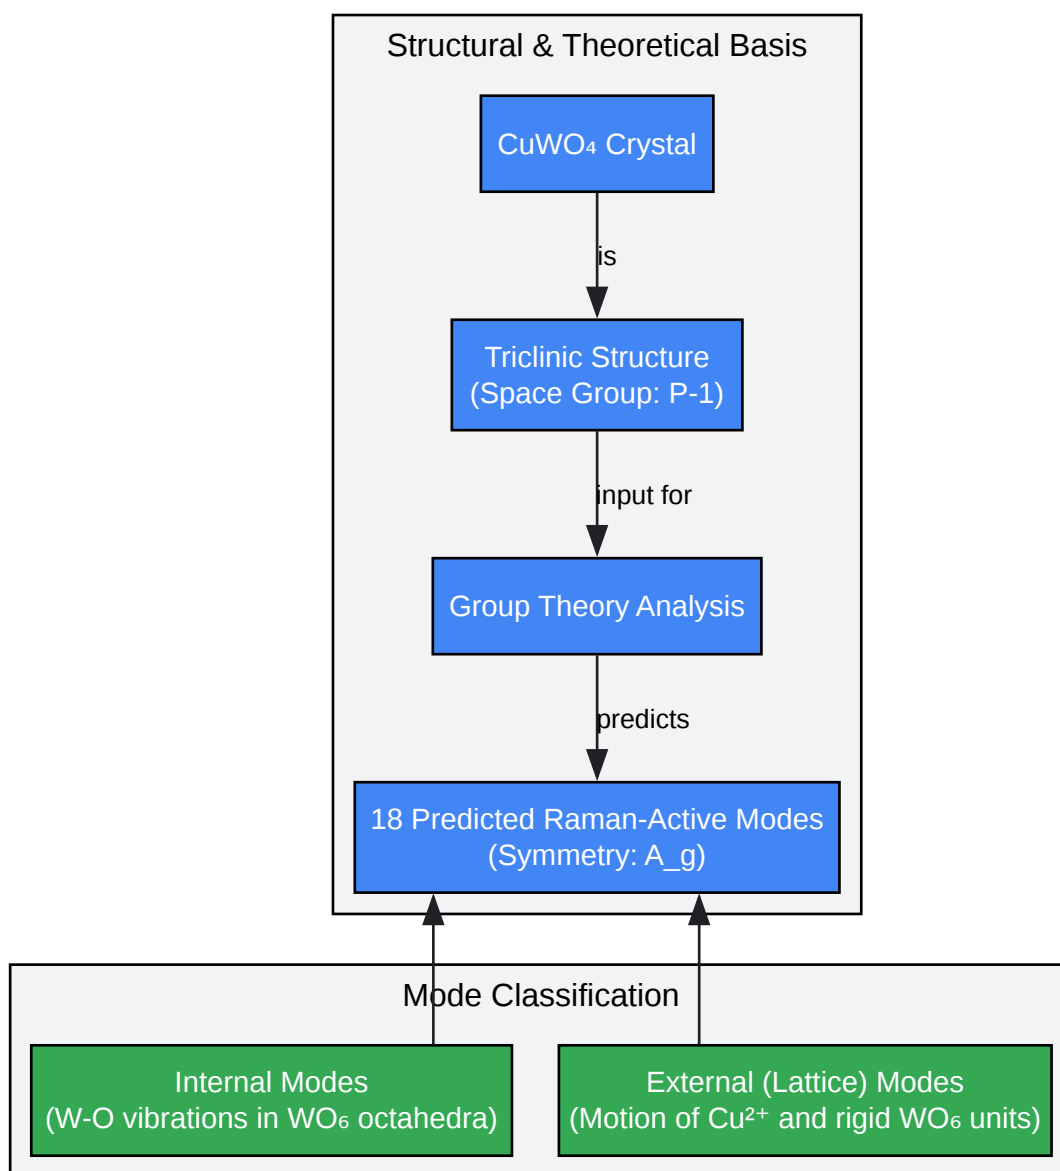 Structural & Theoretical Basis
CuWO₄ Crystal
is
Triclinic Structure
(Space Group: P-1)
input for
Group Theory Analysis
predicts
18 Predicted Raman-Active Modes
(Symmetry: A_g)
Mode Classification
Internal Modes
(W-O vibrations in WO₆ octahedra)
External (Lattice) Modes
(Motion of Cu²⁺ and rigid WO₆ units)